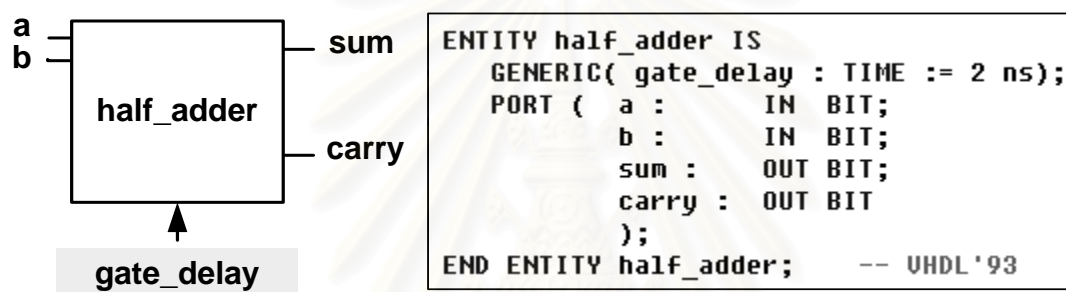 a
b
sum
half_adder
carry
gate_delay
ENTITY half_adder IS
GENERIC( gate_delay : TIME := 2 ns);
PORT ( a : IN BIT;
b : IN BIT;
sum : OUT BIT;
carry : OUT BIT
);
END ENTITY half_adder; -- VHDL'93